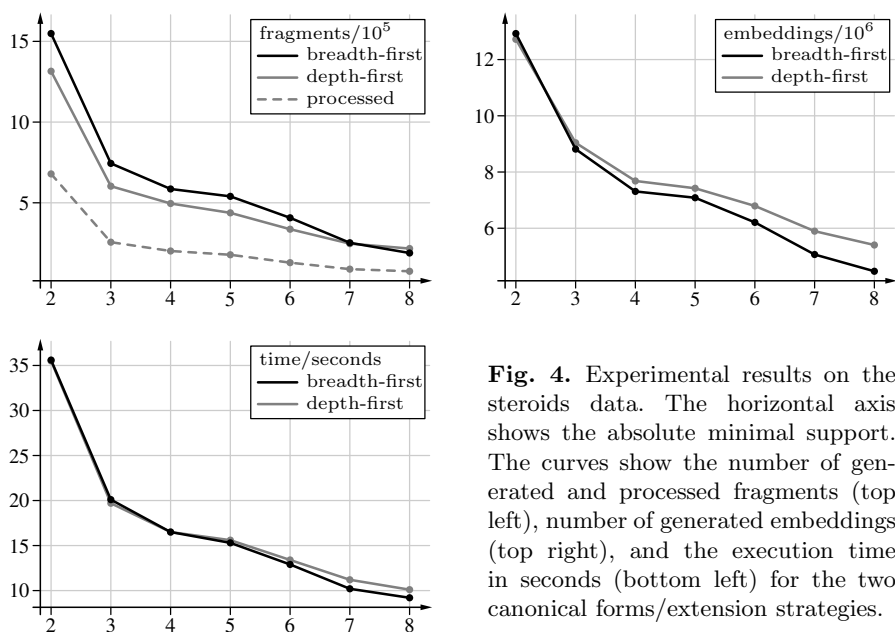 15
10
5
2 3 4 5 6 7 8
fragments/10⁵
breadth-first
depth-first
processed
12
10
8
6
2 3 4 5 6 7 8
embeddings/10⁶
breadth-first
depth-first
35
30
25
20
15
10
2 3 4 5 6 7 8
time/seconds
breadth-first
depth-first
Fig. 4. Experimental results on the
steroids data. The horizontal axis
shows the absolute minimal support.
The curves show the number of gen-
erated and processed fragments (top
left), number of generated embeddings
(top right), and the execution time
in seconds (bottom left) for the two
canonical forms/extension strategies.